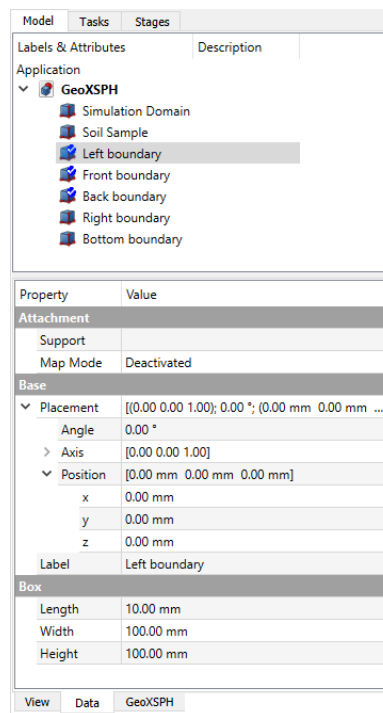 Model Tasks Stages
Labels & Attributes Description
Application
GeoXSPH
Simulation Domain
Soil Sample
Left boundary
Front boundary
Back boundary
Right boundary
Bottom boundary
Property Value
Attachment
Support
Map Mode Deactivated
Base
Placement [(0.00 0.00 1.00); 0.00 °; (0.00 mm 0.00 mm ...
Angle 0.00 °
Axis [0.00 0.00 1.00]
Position [0.00 mm 0.00 mm 0.00 mm]
x 0.00 mm
y 0.00 mm
z 0.00 mm
Label Left boundary
Box
Length 10.00 mm
Width 100.00 mm
Height 100.00 mm
View Data GeoXSPH